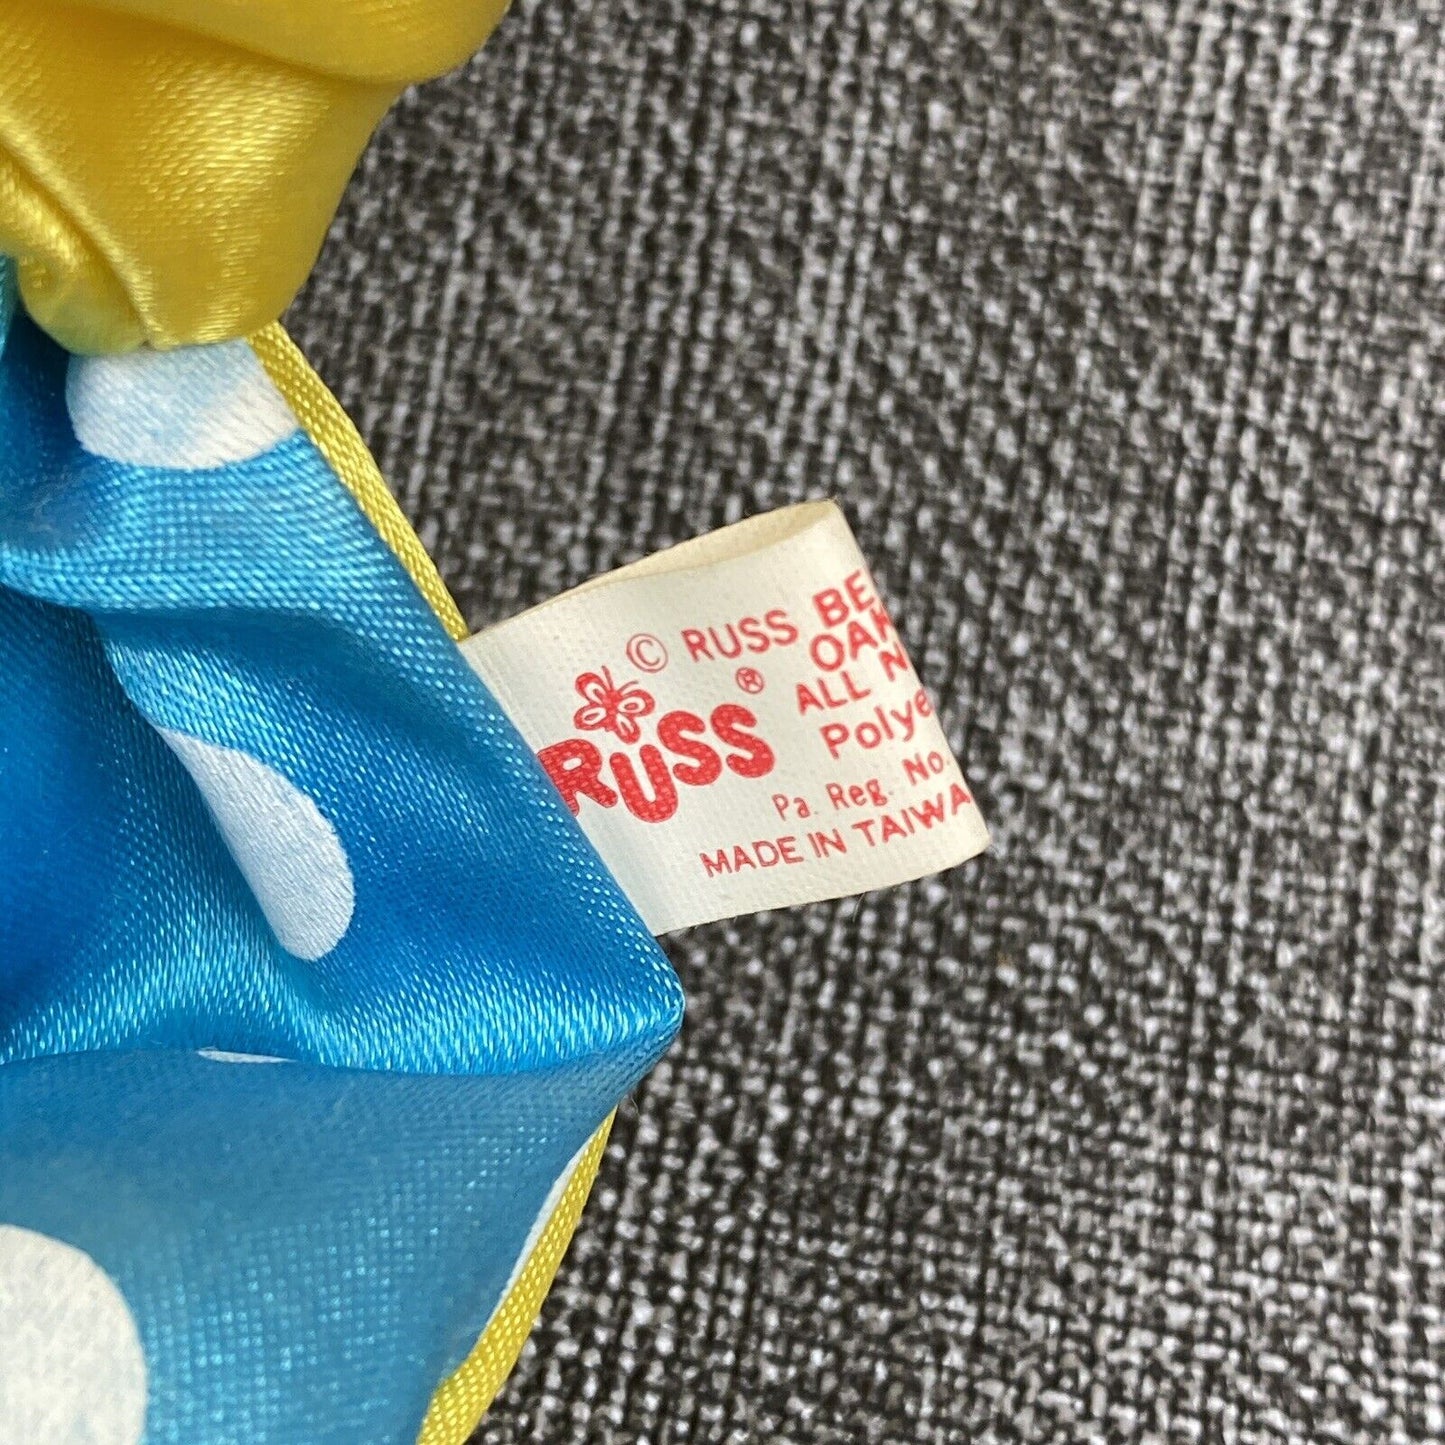 © RUSS BE
RUSS ®
OAK
ALL N
Polye
Pa. Reg. No.
MADE IN TAIWA